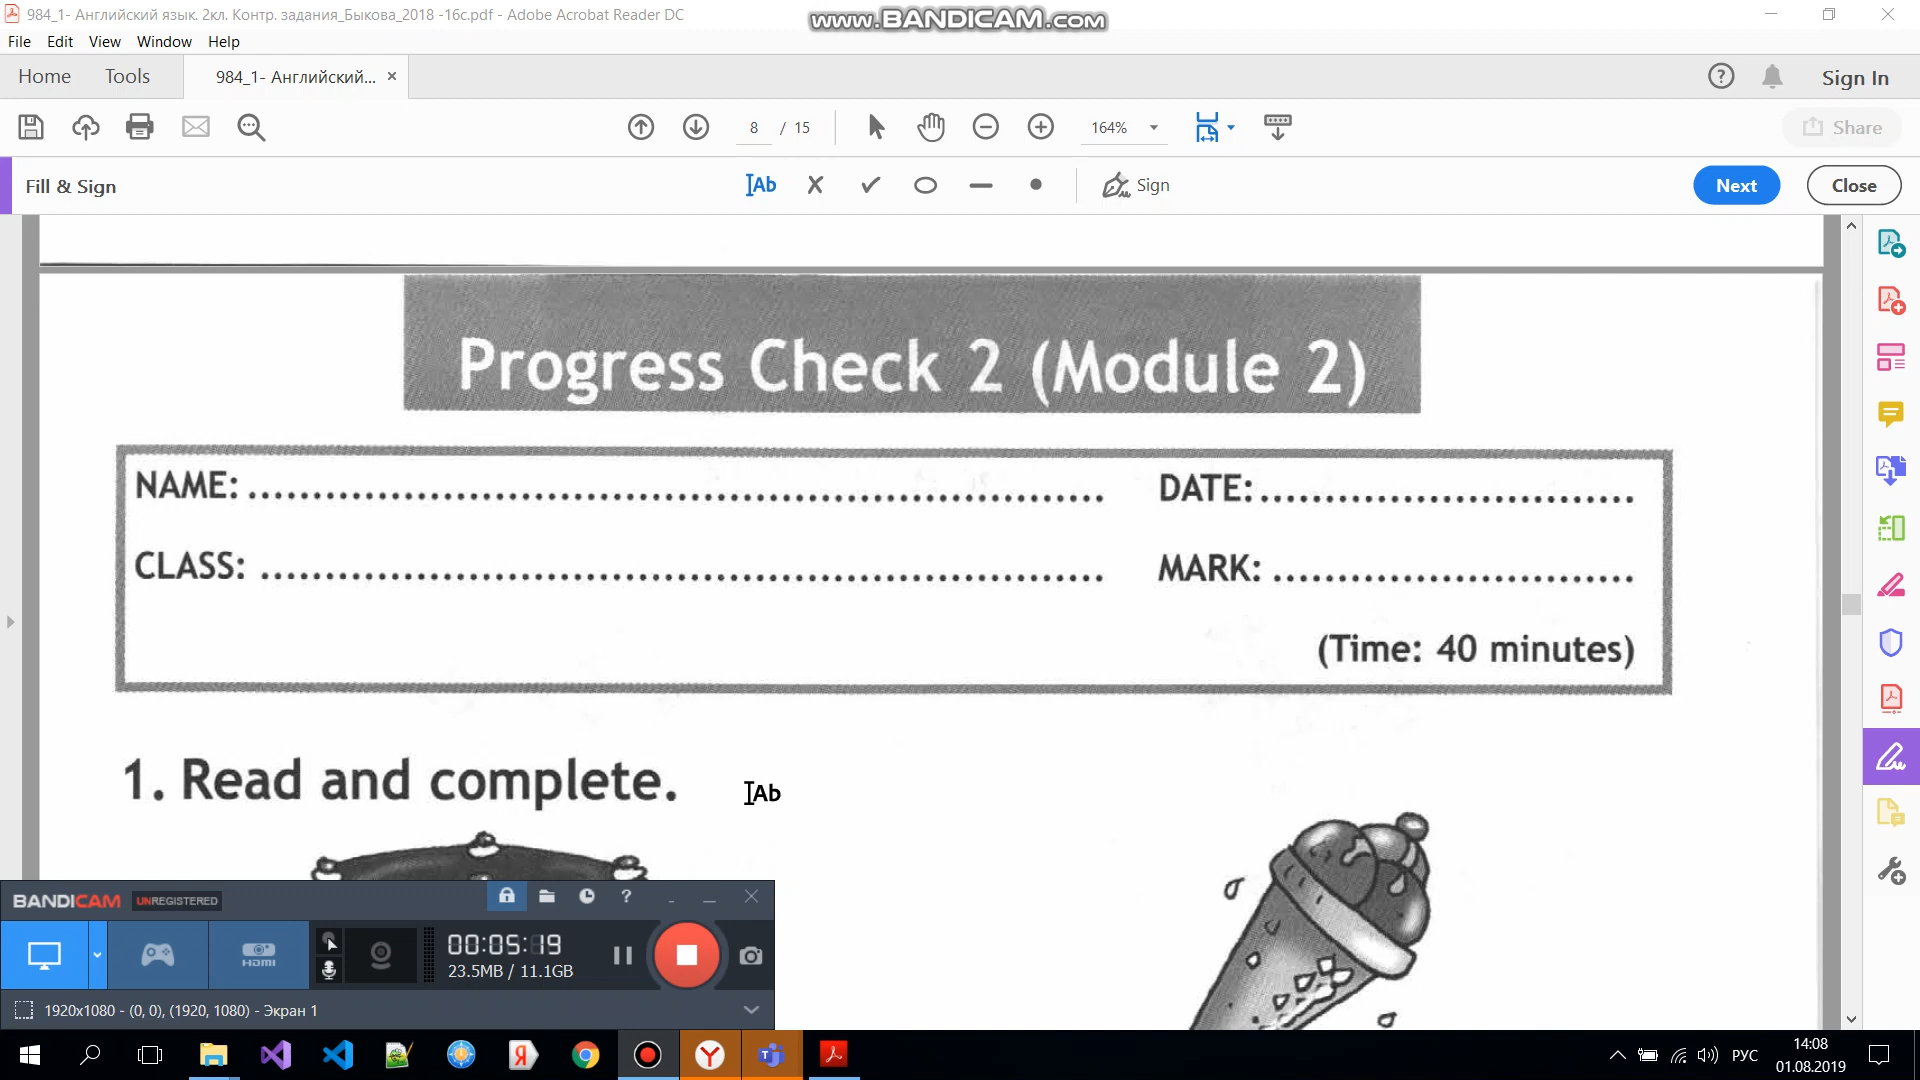 984_1- Английский язык. 2кл. Контр. задания_Быкова_2018 -16с.pdf - Adobe Acrobat Reader DC
www.BANDICAM.com
File Edit View Window Help
Home Tools 984_1- Английский... × Sign In
8 / 15 164% Share
Fill & Sign Ab Sign Next Close
Progress Check 2 (Module 2)
NAME: ........................................................................ DATE: .............................
CLASS: ........................................................................ MARK: .............................
(Time: 40 minutes)
1. Read and complete. Ab
BANDICAM UNREGISTERED
HDMI 00:05:19
23.5MB / 11.1GB
1920x1080 - (0, 0), (1920, 1080) - Экран 1
РУС 14:08
01.08.2019